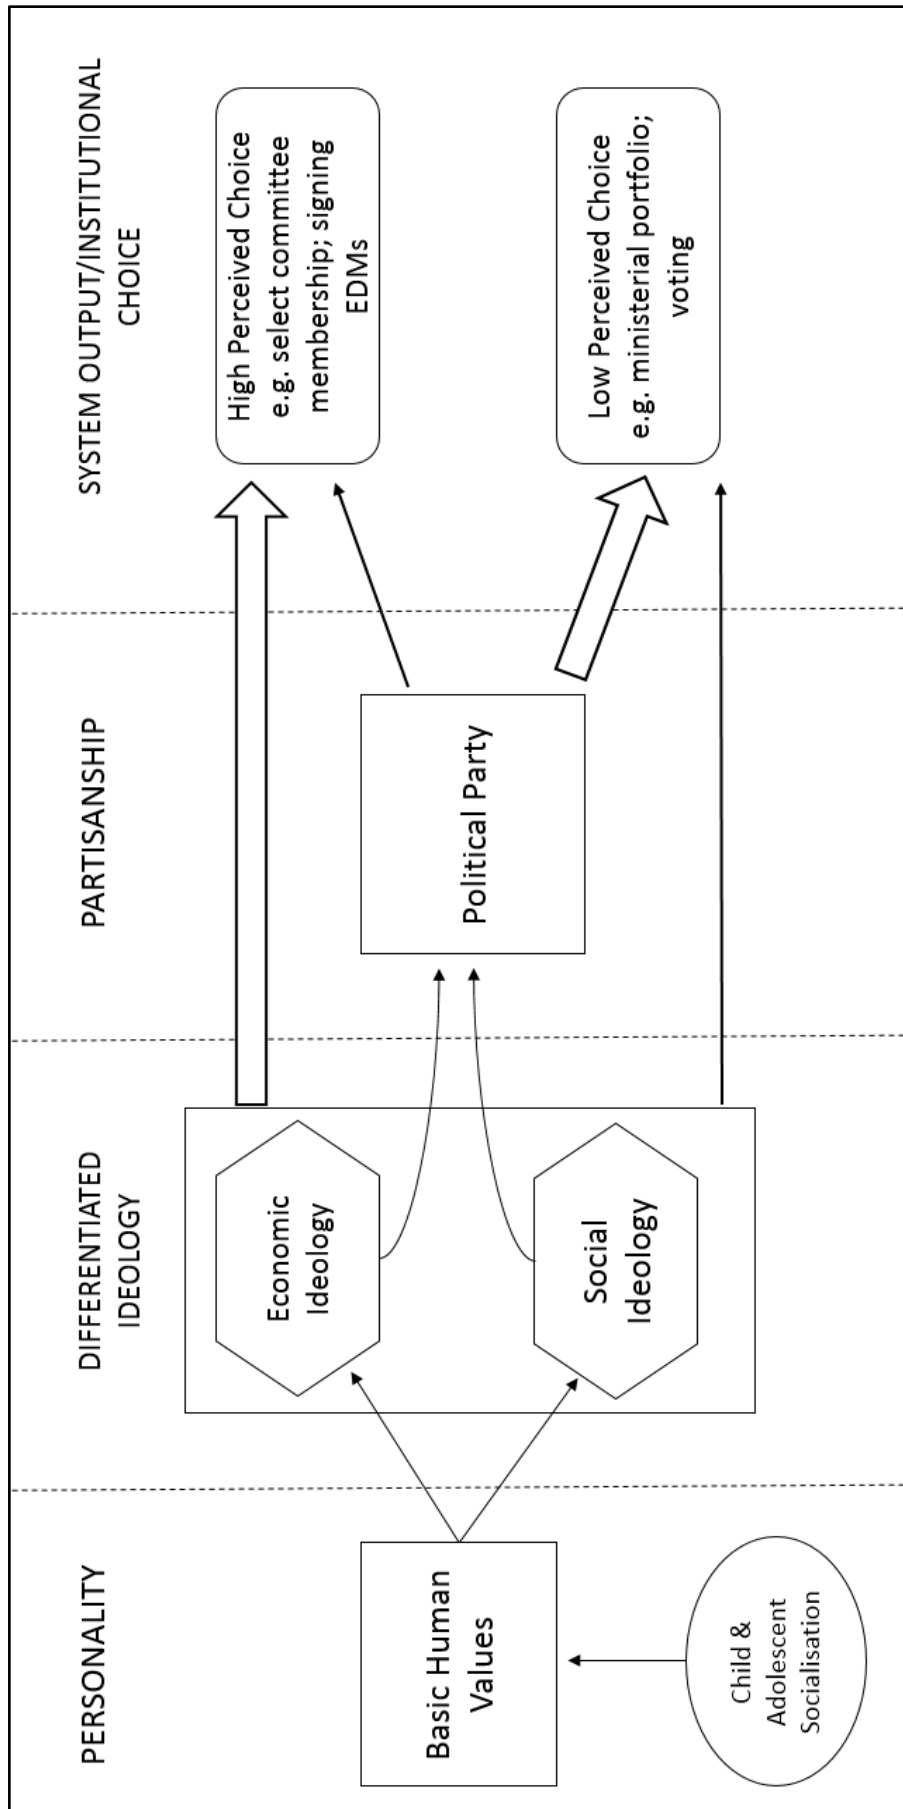 PERSONALITY
DIFFERENTIATED
IDEOLOGY
PARTISANSHIP
SYSTEM OUTPUT/INSTITUTIONAL
CHOICE
Basic Human
Values
Child &
Adolescent
Socialisation
Economic
Ideology
Social
Ideology
Political Party
High Perceived Choice
e.g. select committee
membership; signing
EDMs
Low Perceived Choice
e.g. ministerial portfolio;
voting